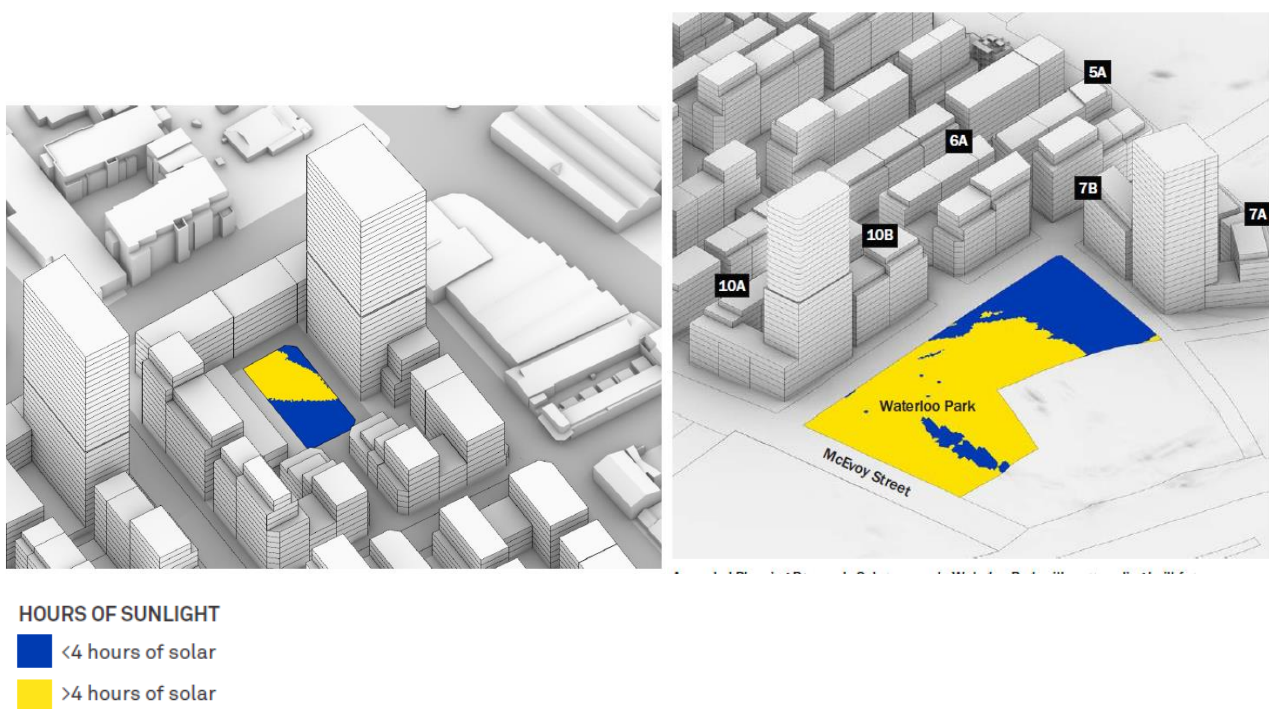 5A
6A
7B
7A
10B
10A
Waterloo Park
McEvoy Street
HOURS OF SUNLIGHT
<4 hours of solar
>4 hours of solar